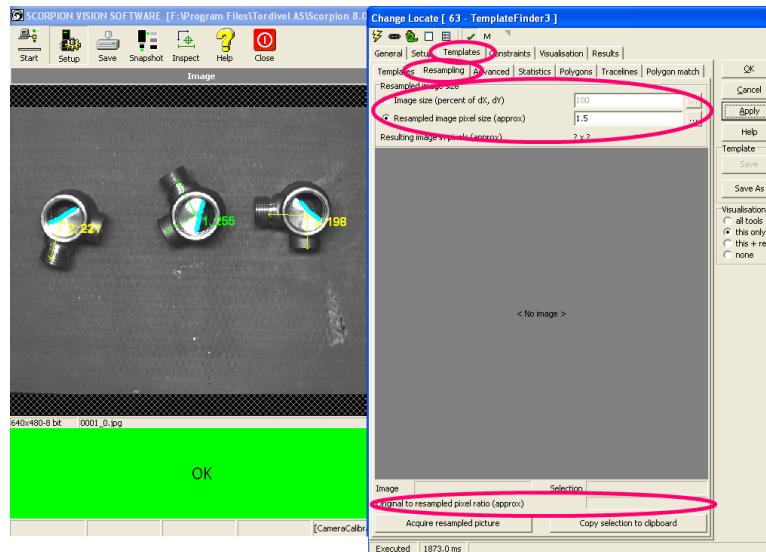 SCORPION VISION SOFTWARE [F:\Program Files\Tordivel AS\Scorpion 8.0
Start Setup Save Snapshot Inspect Help Close
Image
2,221
1,255
,198
640x480-8 bit 0001_0.jpg
OK
[CameraCalibr
Change Locate [ 63 - TemplateFinder3 ]
M
General Setup Templates Constraints Visualisation Results
Templates Resampling Advanced Statistics Polygons Tracelines Polygon match
Resampled image size
Image size (percent of dX, dY) 100 ...
Resampled image pixel size (approx) 1.5 ...
Resulting image in pixels (approx) ? x ?
< No image >
Image Selection
Original to resampled pixel ratio (approx)
Acquire resampled picture Copy selection to clipboard
Executed 1873.0 ms
OK
Cancel
Apply
Help
Template
Save
Save As
Visualisation
all tools
this only
this + re
none